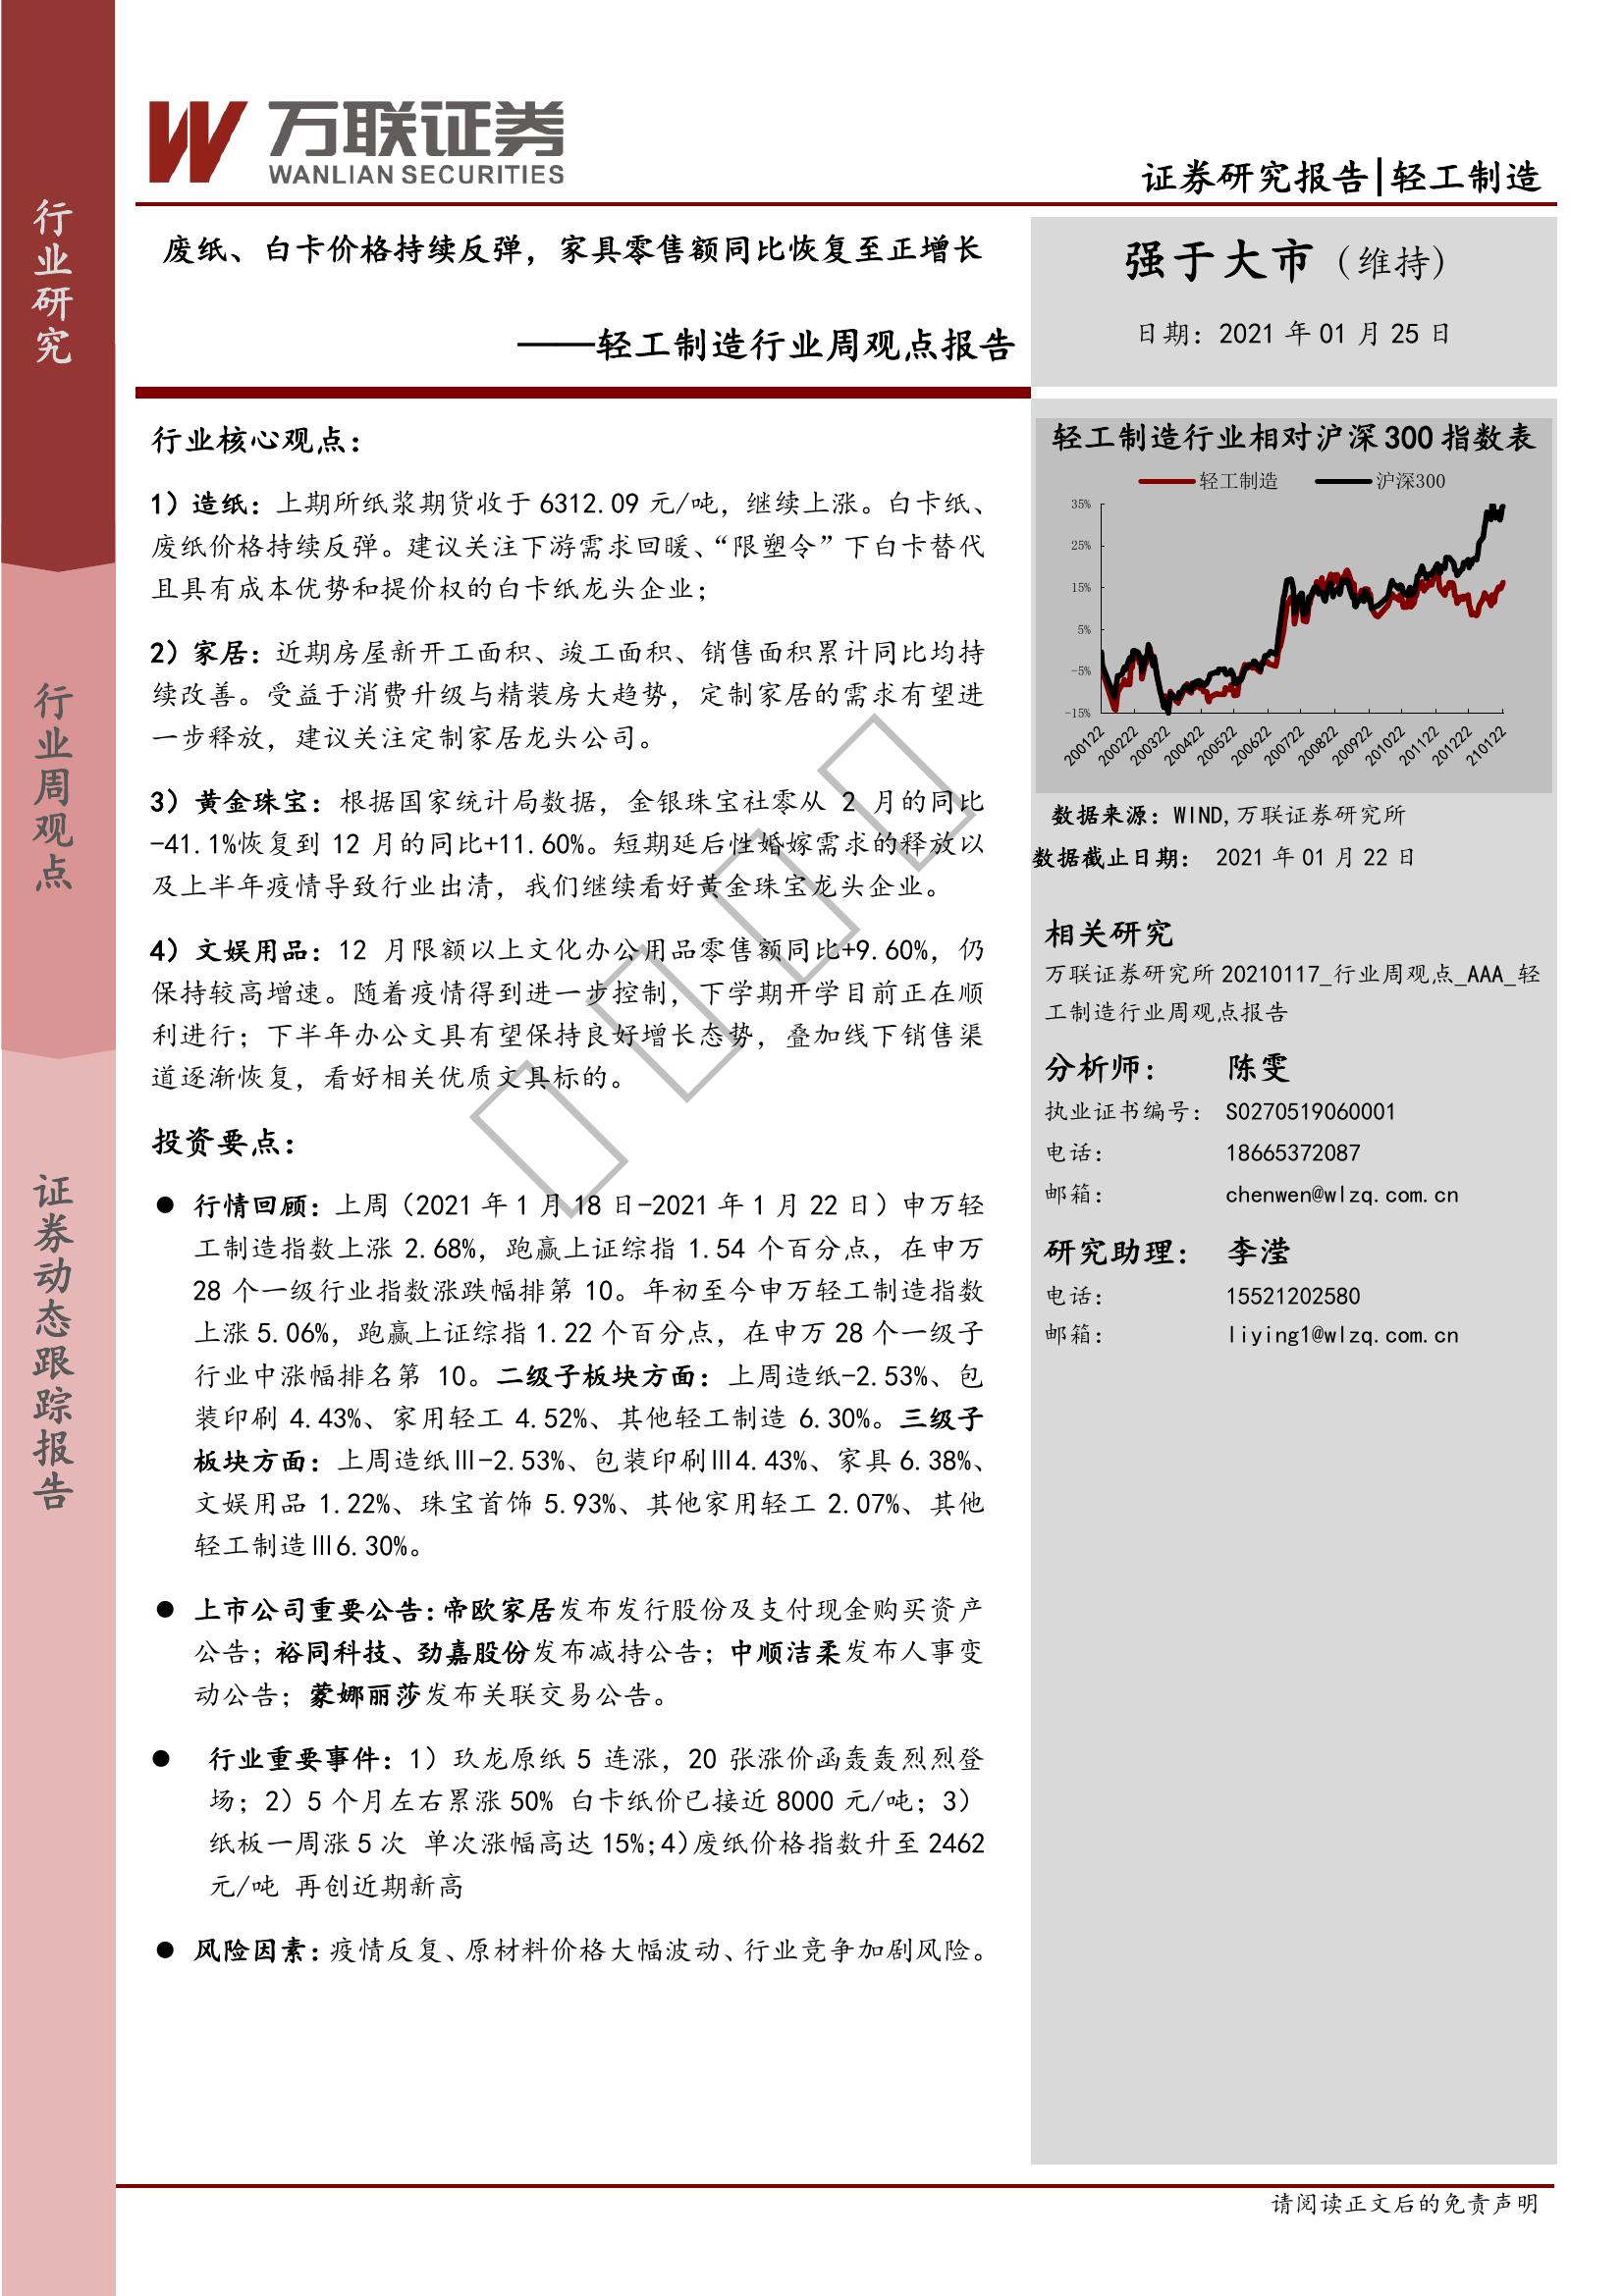 行业研究
行业周观点
证券动态跟踪报告
万联证券
WANLIAN SECURITIES
证券研究报告|轻工制造
废纸、白卡价格持续反弹，家具零售额同比恢复至正增长
——轻工制造行业周观点报告
强于大市（维持）
日期：2021 年 01 月 25 日
行业核心观点：
1）造纸：上期所纸浆期货收于 6312.09 元/吨，继续上涨。白卡纸、
废纸价格持续反弹。建议关注下游需求回暖、“限塑令”下白卡替代
且具有成本优势和提价权的白卡纸龙头企业；
2）家居：近期房屋新开工面积、竣工面积、销售面积累计同比均持
续改善。受益于消费升级与精装房大趋势，定制家居的需求有望进
一步释放，建议关注定制家居龙头公司。
3）黄金珠宝：根据国家统计局数据，金银珠宝社零从 2 月的同比
-41.1%恢复到 12 月的同比+11.60%。短期延后性婚嫁需求的释放以
及上半年疫情导致行业出清，我们继续看好黄金珠宝龙头企业。
4）文娱用品：12 月限额以上文化办公用品零售额同比+9.60%，仍
保持较高增速。随着疫情得到进一步控制，下学期开学目前正在顺
利进行；下半年办公文具有望保持良好增长态势，叠加线下销售渠
道逐渐恢复，看好相关优质文具标的。
投资要点：
● 行情回顾：上周（2021 年 1 月 18 日-2021 年 1 月 22 日）申万轻
工制造指数上涨 2.68%，跑赢上证综指 1.54 个百分点，在申万
28 个一级行业指数涨跌幅排第 10。年初至今申万轻工制造指数
上涨 5.06%，跑赢上证综指 1.22 个百分点，在申万 28 个一级子
行业中涨幅排名第 10。二级子板块方面：上周造纸-2.53%、包
装印刷 4.43%、家用轻工 4.52%、其他轻工制造 6.30%。三级子
板块方面：上周造纸Ⅲ-2.53%、包装印刷Ⅲ4.43%、家具 6.38%、
文娱用品 1.22%、珠宝首饰 5.93%、其他家用轻工 2.07%、其他
轻工制造Ⅲ6.30%。
● 上市公司重要公告：帝欧家居发布发行股份及支付现金购买资产
公告；裕同科技、劲嘉股份发布减持公告；中顺洁柔发布人事变
动公告；蒙娜丽莎发布关联交易公告。
● 行业重要事件：1）玖龙原纸 5 连涨，20 张涨价函轰轰烈烈登
场；2）5 个月左右累涨 50% 白卡纸价已接近 8000 元/吨；3）
纸板一周涨 5 次 单次涨幅高达 15%;4）废纸价格指数升至 2462
元/吨 再创近期新高
● 风险因素：疫情反复、原材料价格大幅波动、行业竞争加剧风险。
轻工制造行业相对沪深 300 指数表
轻工制造 沪深300
35%
25%
15%
5%
-5%
-15%
200122 200222 200322 200422 200522 200622 200722 200822 200922 201022 201122 201222 210122
数据来源：WIND,万联证券研究所
数据截止日期： 2021 年 01 月 22 日
相关研究
万联证券研究所 20210117_行业周观点_AAA_轻
工制造行业周观点报告
分析师： 陈雯
执业证书编号： S0270519060001
电话： 18665372087
邮箱： chenwen@wlzq.com.cn
研究助理： 李滢
电话： 15521202580
邮箱： liying1@wlzq.com.cn
请阅读正文后的免责声明